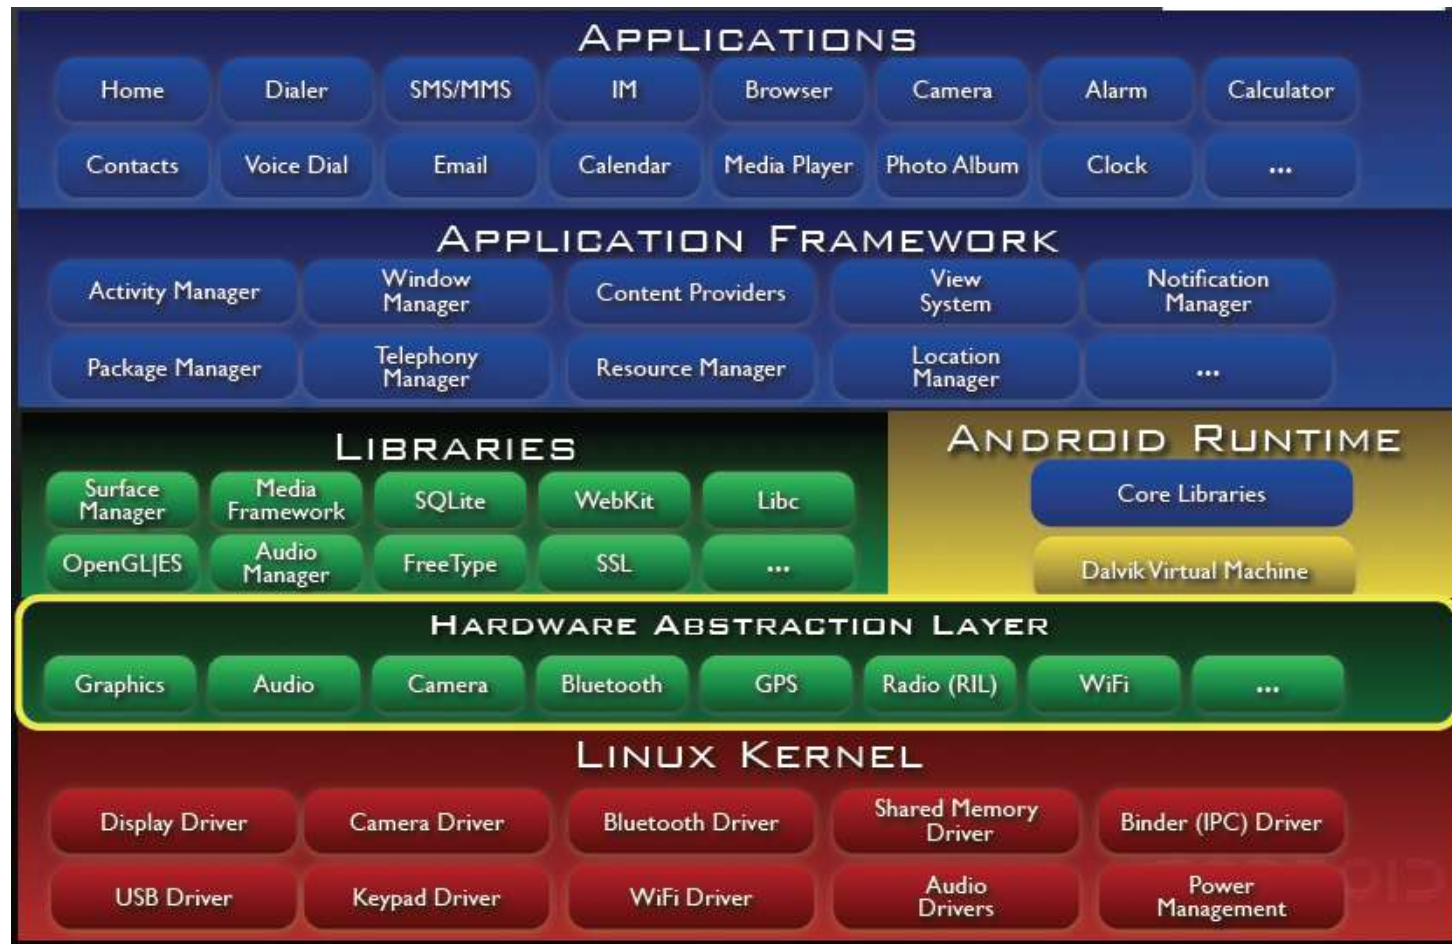 APPLICATIONS
Home Dialer SMS/MMS IM Browser Camera Alarm Calculator
Contacts Voice Dial Email Calendar Media Player Photo Album Clock ...
APPLICATION FRAMEWORK
Activity Manager
Window
Manager
Content Providers
View
System
Notification
Manager
Package Manager
Telephony
Manager
Resource Manager
Location
Manager
...
LIBRARIES
Surface
Manager
Media
Framework
SQLite
WebKit
Libc
OpenGL|ES
Audio
Manager
FreeType
SSL
...
ANDROID RUNTIME
Core Libraries
Dalvik Virtual Machine
HARDWARE ABSTRACTION LAYER
Graphics Audio Camera Bluetooth GPS Radio (RIL) WiFi ...
LINUX KERNEL
Display Driver
Camera Driver
Bluetooth Driver
Shared Memory
Driver
Binder (IPC) Driver
USB Driver
Keypad Driver
WiFi Driver
Audio
Drivers
Power
Management